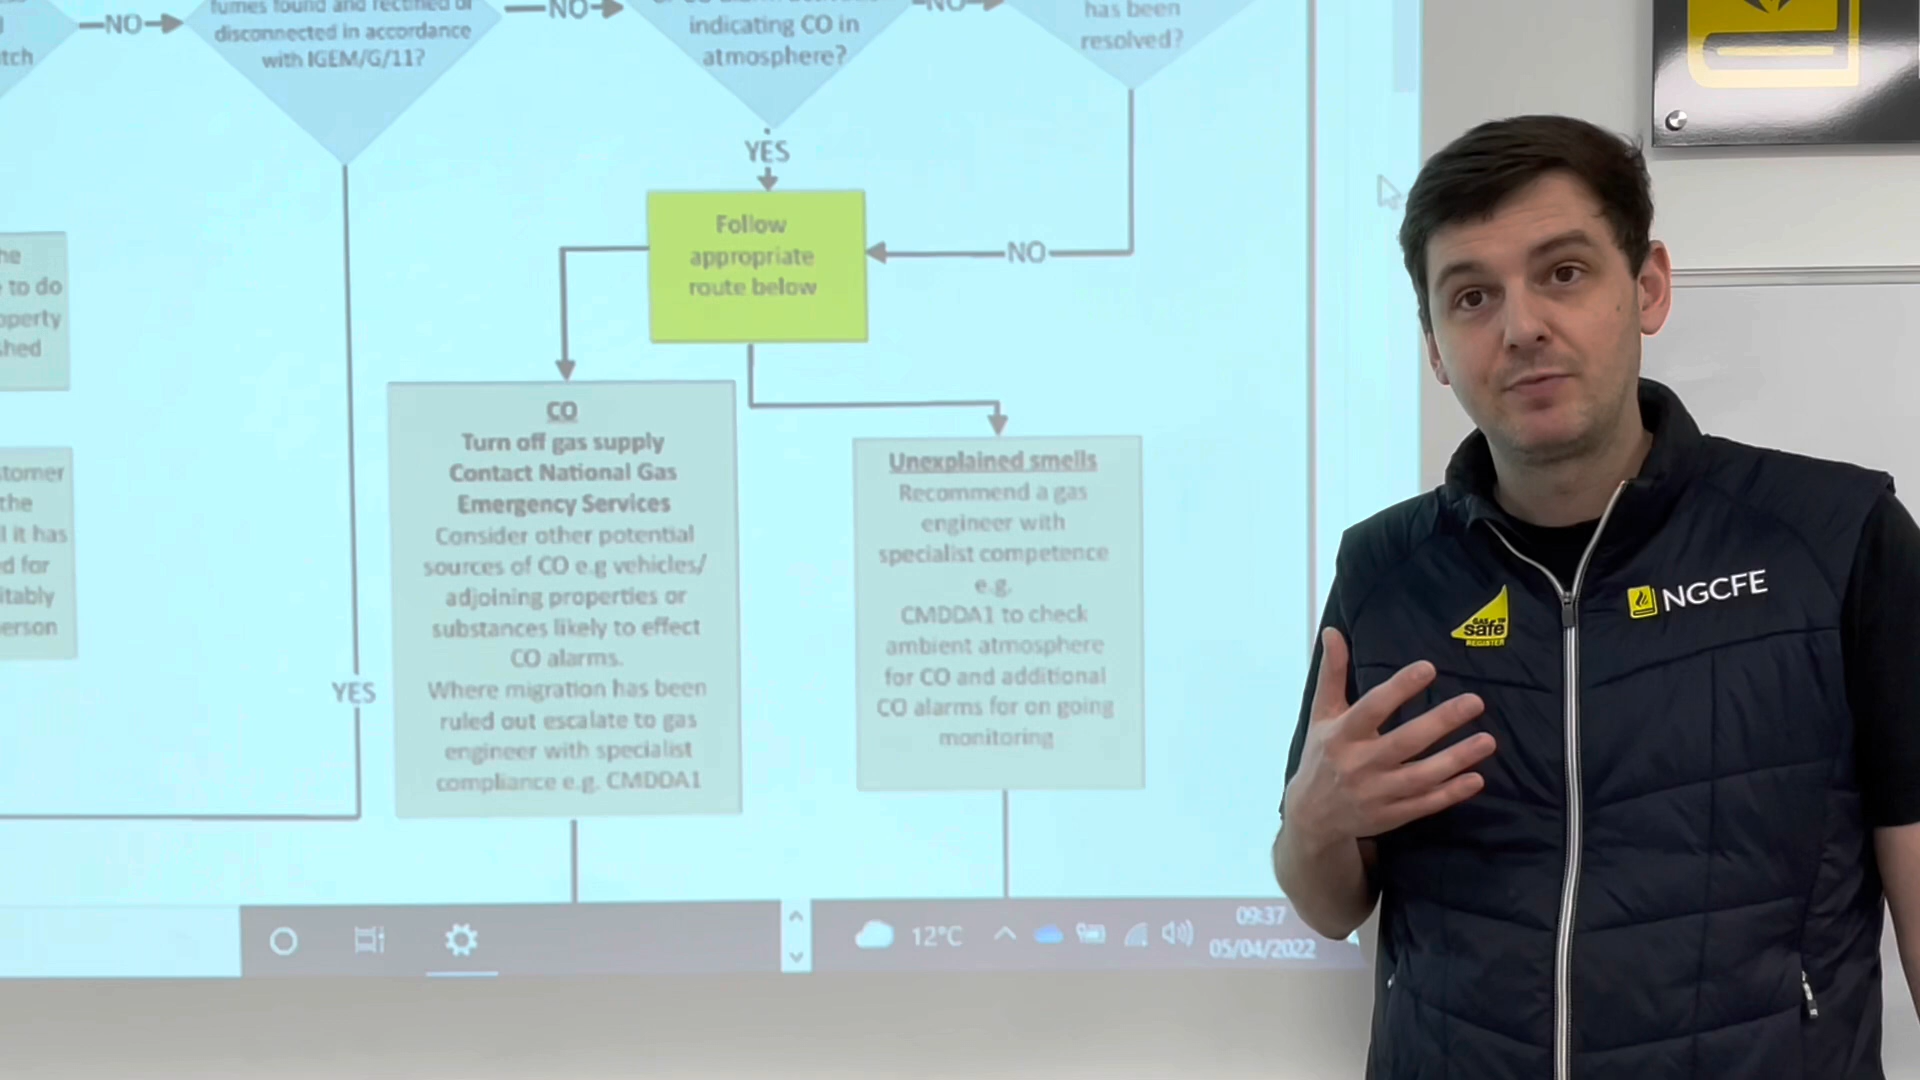 NO
fumes found and rectified or
disconnected in accordance
with IGEM/G/11?
NO
indicating CO in
atmosphere?
NO
has been
resolved?
tch
YES
Follow
appropriate
route below
NO
he
to do
operty
shed
CO
Turn off gas supply
Contact National Gas
Emergency Services
Consider other potential
sources of CO e.g vehicles/
adjoining properties or
substances likely to effect
CO alarms.
Where migration has been
ruled out escalate to gas
engineer with specialist
compliance e.g. CMDDA1
Unexplained smells
Recommend a gas
engineer with
specialist competence
e.g.
CMDDA1 to check
ambient atmosphere
for CO and additional
CO alarms for on going
monitoring
tomer
the
l it has
d for
itably
erson
YES
12°C
09:37
05/04/2022
GAS
safe
REGISTER
NGCFE